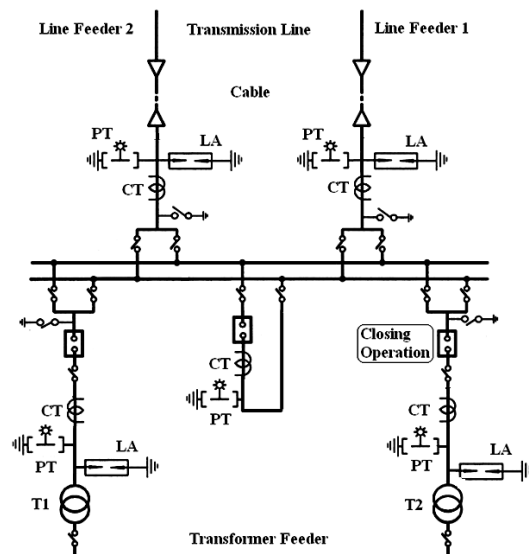 Line Feeder 2
Transmission Line
Line Feeder 1
Cable
PT
LA
PT
LA
CT
CT
Closing
Operation
CT
CT
CT
PT
PT
PT
LA
LA
T1
T2
Transformer Feeder